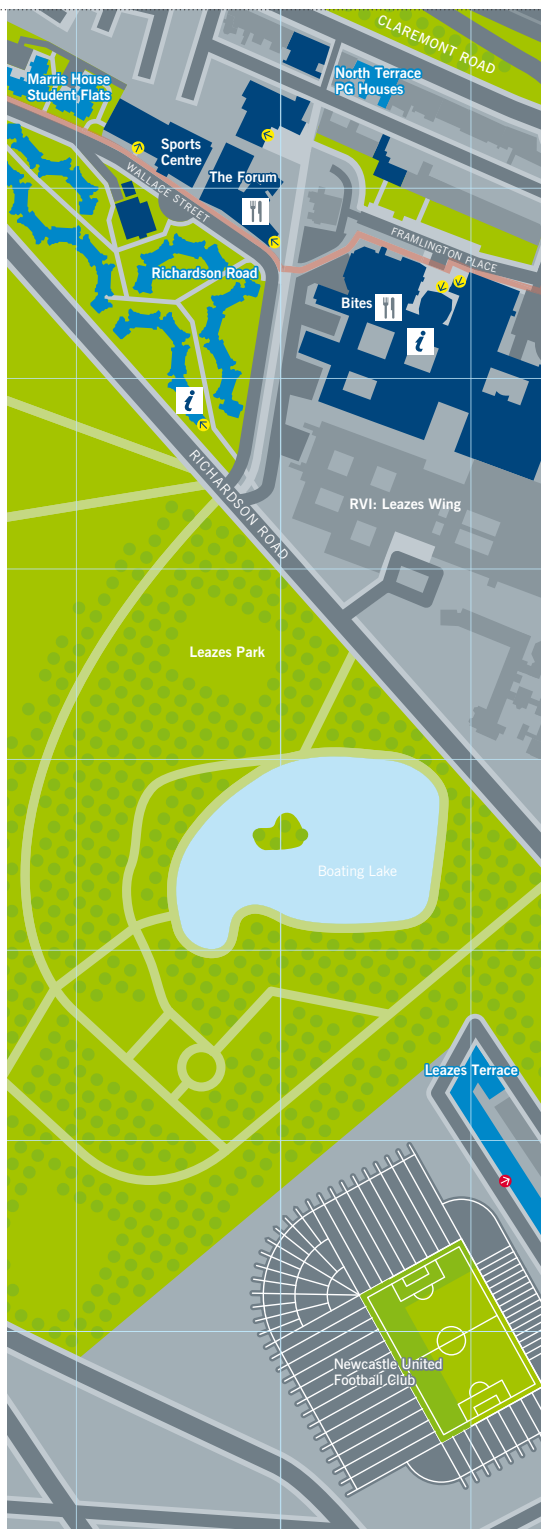 CLAREMONT ROAD
Marris House
Student Flats
North Terrace
PG Houses
Sports
Centre
The Forum
WALLACE STREET
FRAMLINGTON PLACE
Richardson Road
Bites
i
i
RICHARDSON ROAD
RVI: Leazes Wing
Leazes Park
Boating Lake
Leazes Terrace
Newcastle United
Football Club